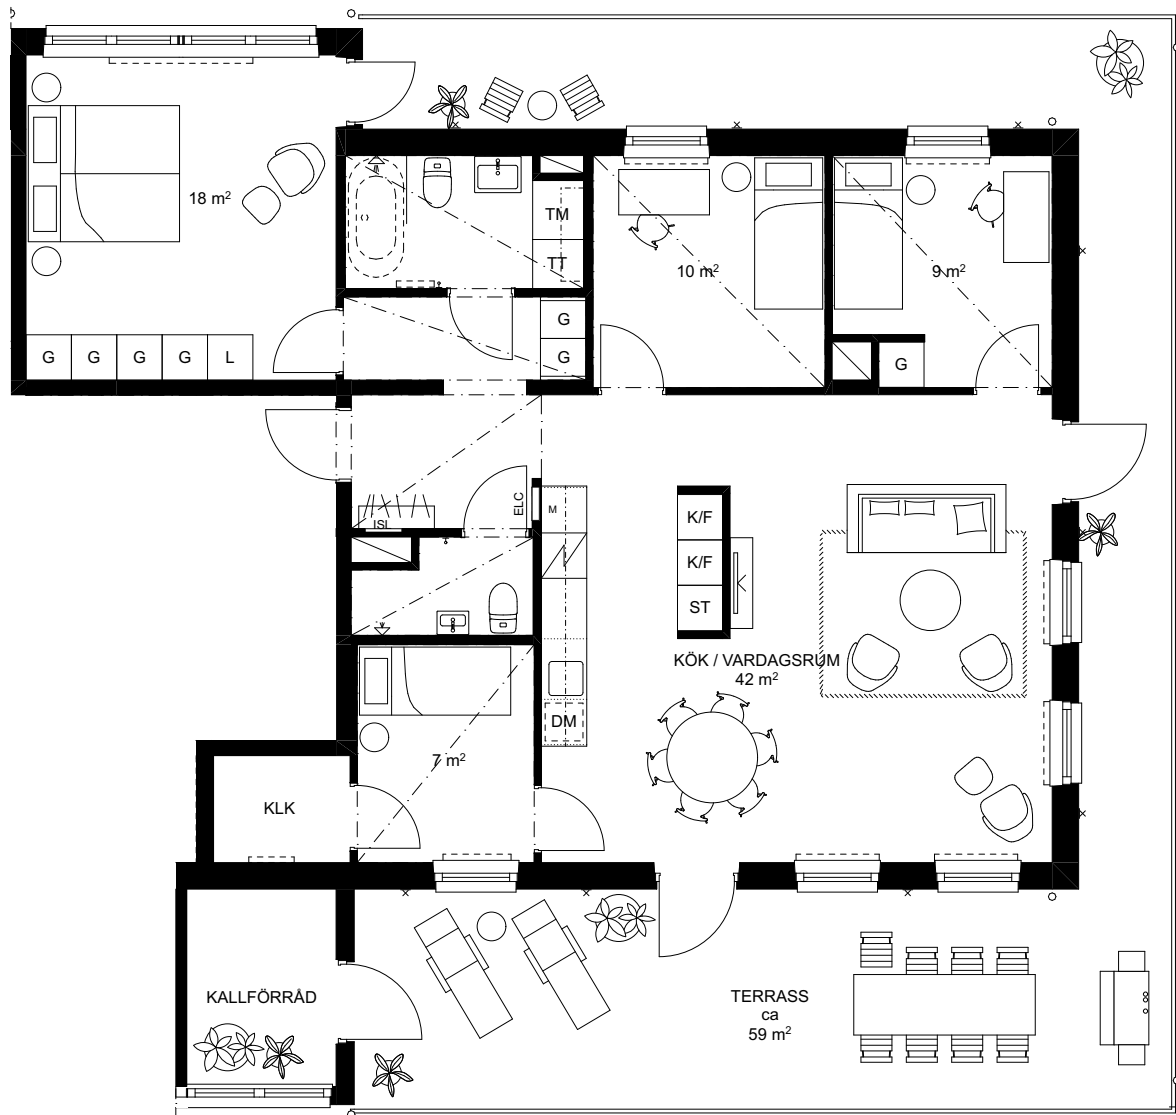 18 m²
TM
TT
10 m²
9 m²
G
G
G
G
G
G
L
G
ELC
M
K/F
K/F
ST
KÖK / VARDAGSRUM
42 m²
DM
7 m²
KLK
KALLFÖRRÅD
TERRASS
ca
59 m²